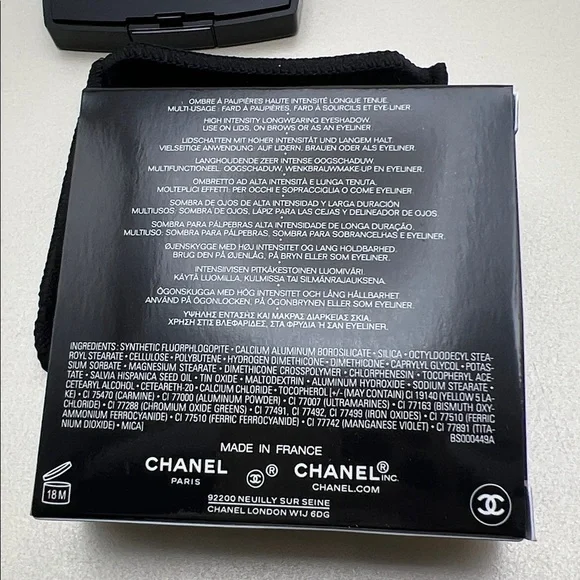 OMBRE À PAUPIÈRES HAUTE INTENSITÉ LONGUE TENUE.
MULTI-USAGE : FARD À PAUPIÈRES, FARD À SOURCILS ET EYE-LINER
HIGH INTENSITY LONGWEARING EYESHADOW.
USE ON LIDS, ON BROWS OR AS AN EYELINER
LIDSCHATTEN MIT HOHER INTENSITÄT UND LANGEM HALT.
VIELSEITIGE ANWENDUNG: AUF LIDERN, BRAUEN ODER ALS EYELINER.
LANGHOUDENDE ZEER INTENSE OOGSCHADUW.
MULTIFUNCTIONEEL: OOGSCHADUW, WENKBRAUWMAKE-UP EN EYELINER.
OMBRETTO AD ALTA INTENSITÀ E LUNGA TENUTA.
MOLTEPLICI EFFETTI: PER OCCHI E SOPRACCIGLIA O COME EYELINER.
SOMBRA DE OJOS DE ALTA INTENSIDAD Y LARGA DURACIÓN
MULTIUSOS: SOMBRA DE OJOS, LÁPIZ PARA LAS CEJAS Y DELINEADOR DE OJOS
SOMBRA PARA PÁLPEBRAS ALTA INTENSIDADE DE LONGA DURAÇÃO.
MULTIUSO: SOMBRA PARA PÁLPEBRAS, SOMBRA PARA SOBRANCELHAS E EYELINER.
ØJENSKYGGE MED HØJ INTENSITET OG LANG HOLDBARHED.
BRUG DEN PÅ ØJENLÅG, PÅ BRYN ELLER SOM EYELINER.
INTENSIIVISEN PITKÄKESTOINEN LUOMIVÄRI
KÄYTÄ LUOMILLA, KULMISSA TAI SILMÄNRAJAUKSENA.
ÖGONSKUGGA MED HÖG INTENSITET OCH LÅNG HÅLLBARHET.
ANVÄND PÅ ÖGONLOCKEN, PÅ ÖGONBRYNEN ELLER SOM EYELINER.
ΥΨΗΛΗΣ ΕΝΤΑΣΗΣ ΚΑΙ ΜΑΚΡΑΣ ΔΙΑΡΚΕΙΑΣ ΣΚΙΑ.
ΧΡΗΣΗ ΣΤΙΣ ΒΛΕΦΑΡΙΔΕΣ, ΣΤΑ ΦΡΥΔΙΑ Ή ΣΑΝ EYELINER.
INGREDIENTS: SYNTHETIC FLUORPHLOGOPITE • CALCIUM ALUMINUM BOROSILICATE • SILICA • OCTYLDODECYL STEA-
ROYL STEARATE • CELLULOSE • POLYBUTENE • HYDROGEN DIMETHICONE • DIMETHICONE • CAPRYLYL GLYCOL • POTAS-
SIUM SORBATE • MAGNESIUM STEARATE • DIMETHICONE CROSSPOLYMER • CHLORPHENESIN • TOCOPHERYL ACE-
TATE • SALVIA HISPANICA SEED OIL • TIN OXIDE • MALTODEXTRIN • ALUMINUM HYDROXIDE • SODIUM STEARATE •
CETEARYL ALCOHOL • CETEARETH-20 • CALCIUM CHLORIDE • TOCOPHEROL [+/- (MAY CONTAIN) CI 19140 (YELLOW 5 LA-
KE) • CI 75470 (CARMINE) • CI 77000 (ALUMINUM POWDER) • CI 77007 (ULTRAMARINES) • CI 77163 (BISMUTH OXY-
CHLORIDE) • CI 77288 (CHROMIUM OXIDE GREENS) • CI 77491, CI 77492, CI 77499 (IRON OXIDES) • CI 77510 (FERRIC
AMMONIUM FERROCYANIDE) • CI 77510 (FERRIC FERROCYANIDE) • CI 77742 (MANGANESE VIOLET) • CI 77891 (TITA-
NIUM DIOXIDE) • MICA]
BS000449A
MADE IN FRANCE
CHANEL ® CHANEL® INC.
PARIS CHANEL.COM
18 M
92200 NEUILLY SUR SEINE
CHANEL LONDON W1J 6DG